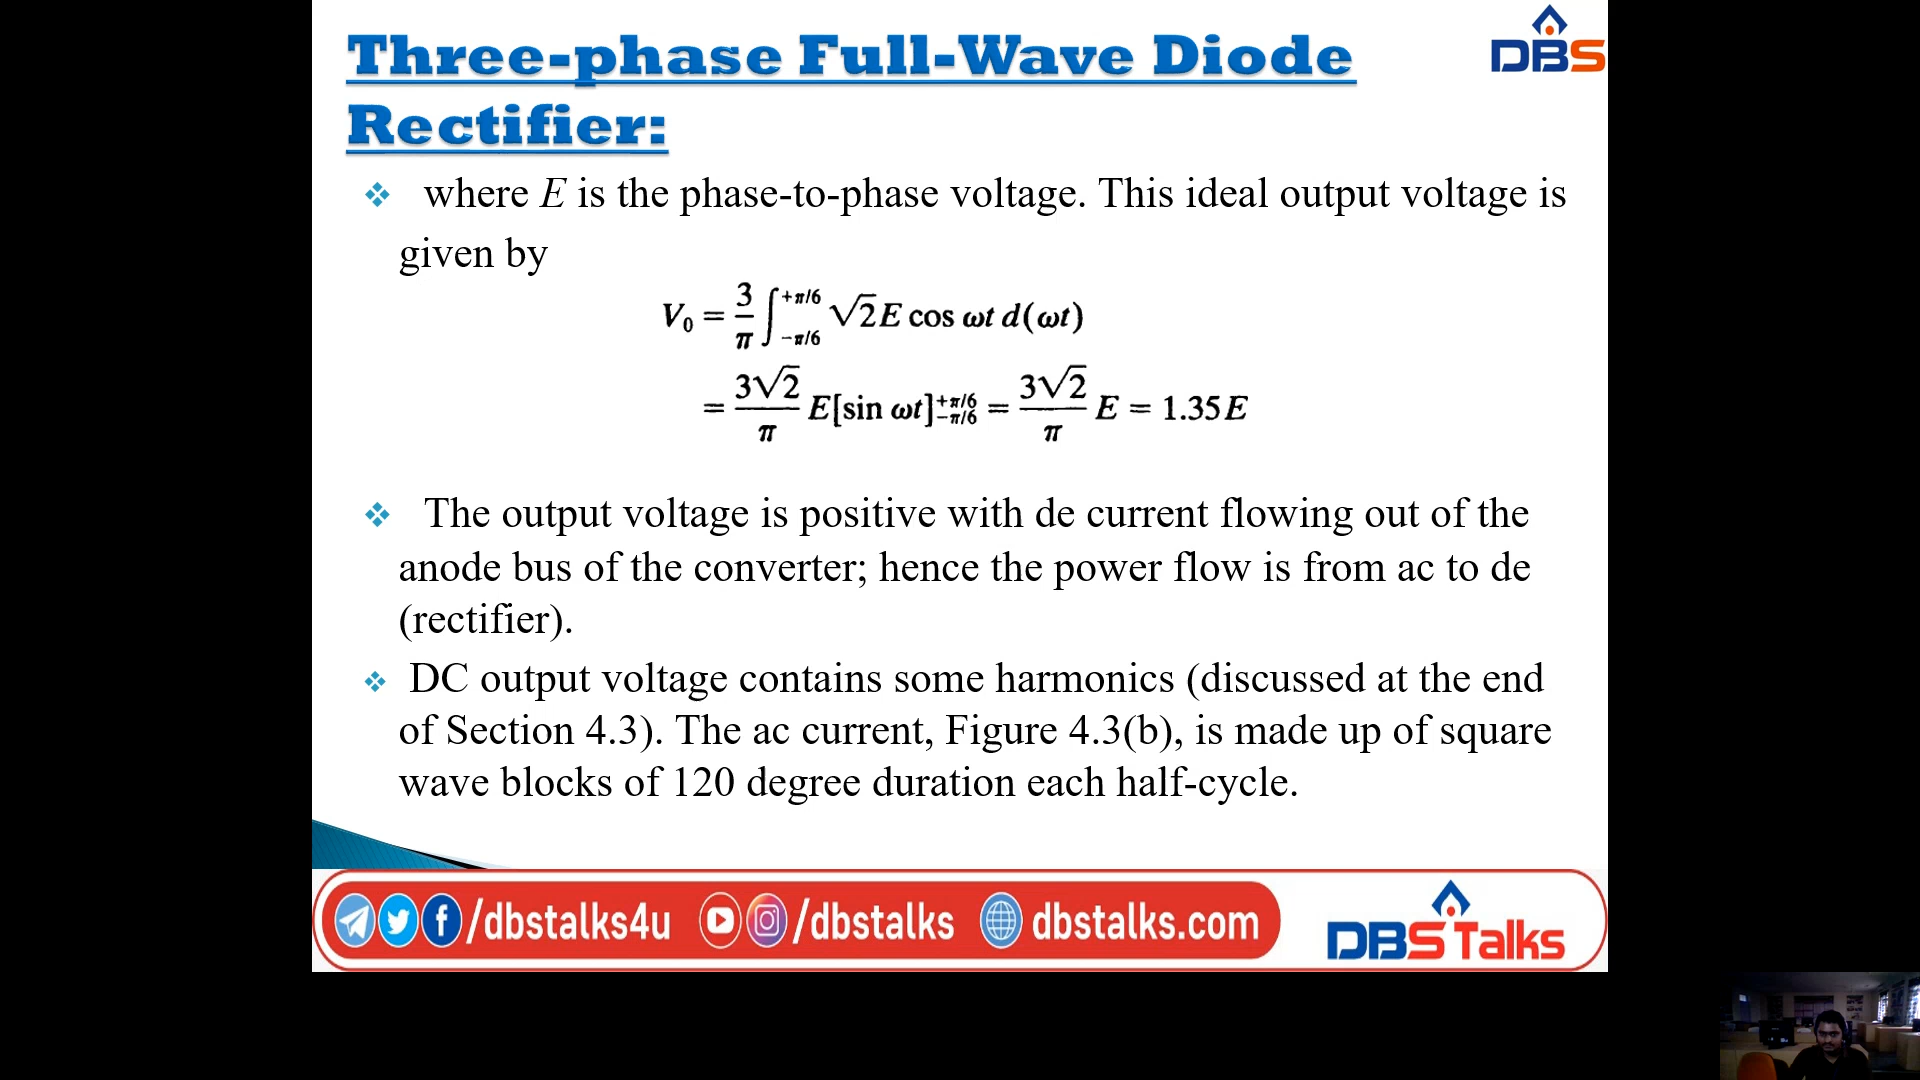 Three-phase Full-Wave Diode
Rectifier:
DBS
❖ where E is the phase-to-phase voltage. This ideal output voltage is
given by
V₀ = 3/π ∫_{-π/6}^{+π/6} √2 E cos ωt d(ωt)
= 3√2/π E[sin ωt]_{-π/6}^{+π/6} = 3√2/π E = 1.35E
❖ The output voltage is positive with de current flowing out of the
anode bus of the converter; hence the power flow is from ac to de
(rectifier).
❖ DC output voltage contains some harmonics (discussed at the end
of Section 4.3). The ac current, Figure 4.3(b), is made up of square
wave blocks of 120 degree duration each half-cycle.
/dbstalks4u /dbstalks dbstalks.com
DBS Talks